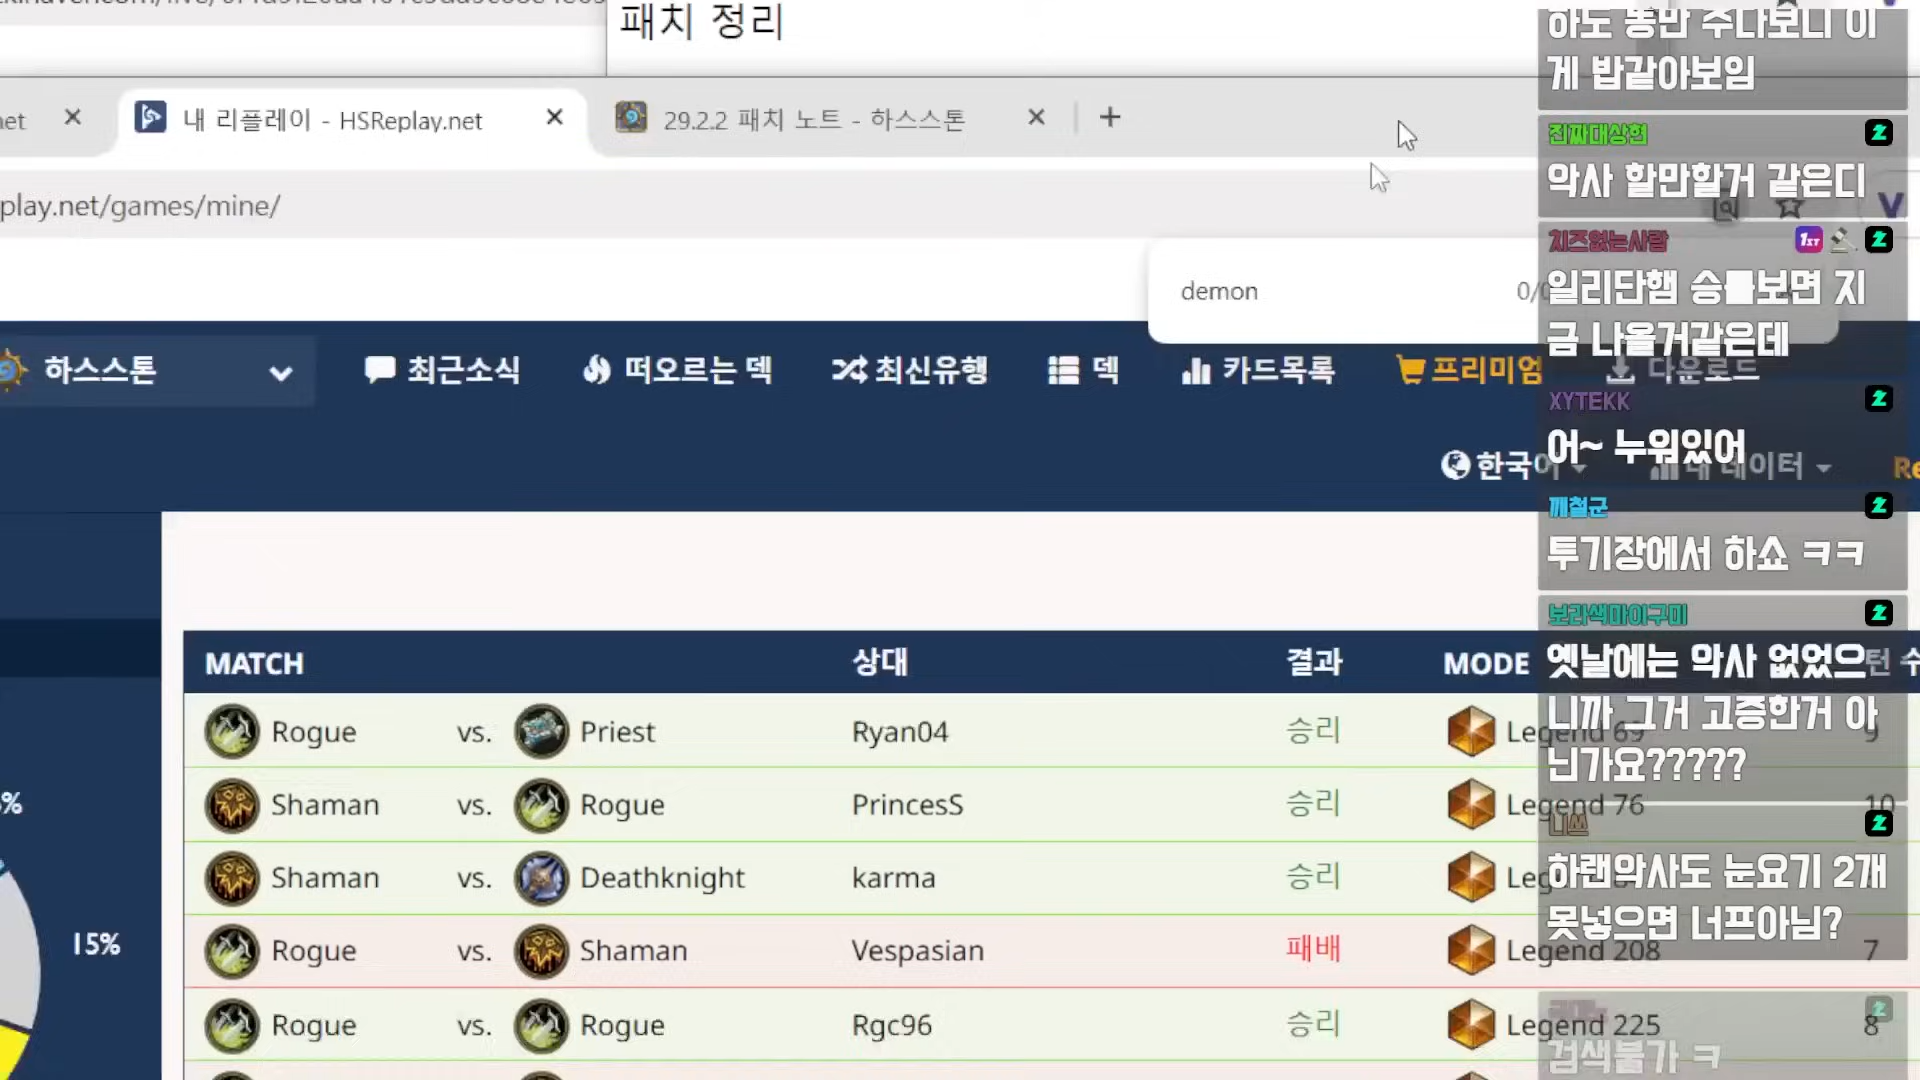 패치 정리
내 리플레이 - HSReplay.net
29.2.2 패치 노트 - 하스스톤
play.net/games/mine/
demon
하스스톤
최근소식
떠오르는 덱
최신유행
덱
카드목록
프리미엄
다운로드
한국어
데이터
MATCH
상대
결과
MODE
턴 수
Rogue vs. Priest Ryan04 승리 Legend 69 9
Shaman vs. Rogue PrincesS 승리 Legend 76 10
Shaman vs. Deathknight karma 승리
Rogue vs. Shaman Vespasian 패배 Legend 208 7
Rogue vs. Rogue Rgc96 승리 Legend 225 8
15%
게 밥같아보임
진짜대상현
악사 할만할거 같은디
치즈없는사람
일리단햄 승률보면 지
금 나올거같은데
XYTEKK
어~ 누워있어
깨철군
투기장에서 하쇼 ㅋㅋ
보라색마이구미
옛날에는 악사 없었으
니까 그거 고증한거 아
닌가요?????
니쓰
하랜악사도 눈요기 2개
못넣으면 너프아님?
검색불가 ㅋ